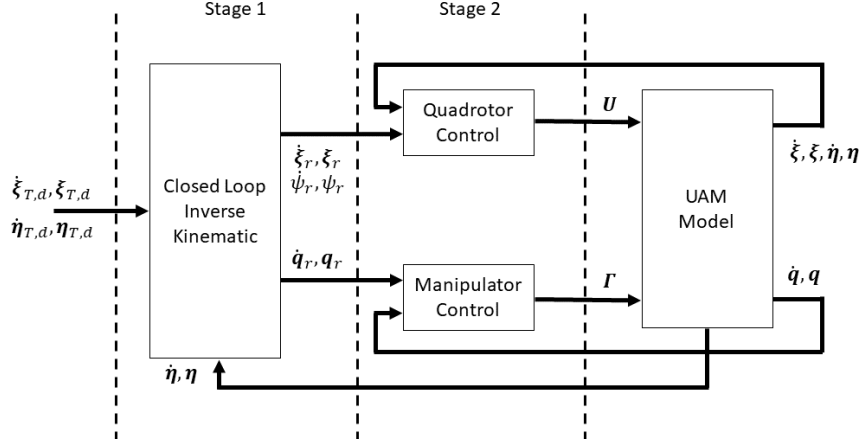 Stage 1
Stage 2
ξ̇_{T,d}, ξ_{T,d}
η̇_{T,d}, η_{T,d}
Closed Loop
Inverse
Kinematic
ξ̇_r, ξ_r
ψ̇_r, ψ_r
q̇_r, q_r
Quadrotor
Control
Manipulator
Control
U
Γ
UAM
Model
ξ̇, ξ, η̇, η
q̇, q
η̇, η